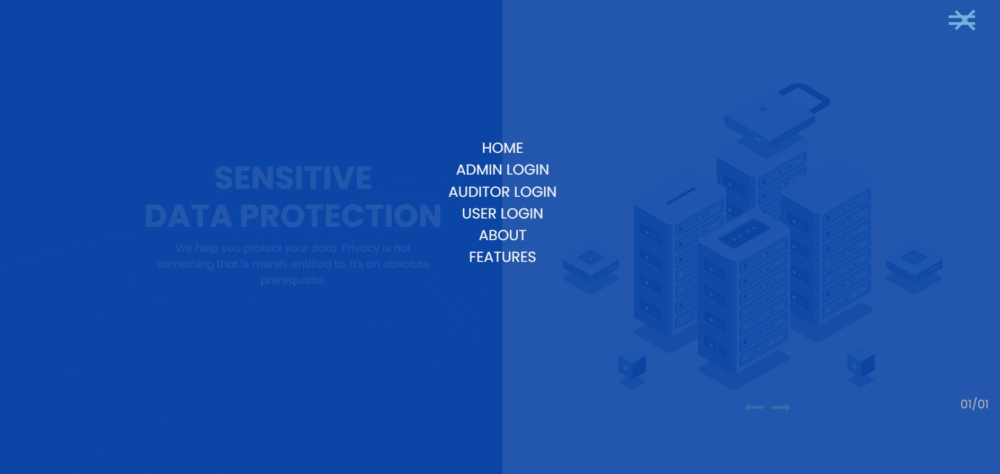 HOME
ADMIN LOGIN
AUDITOR LOGIN
USER LOGIN
ABOUT
FEATURES
SENSITIVE
DATA PROTECTION
We help you protect your data. Privacy is not
something that is merely entitled to, it's an absolute
prerequisite.
01/01